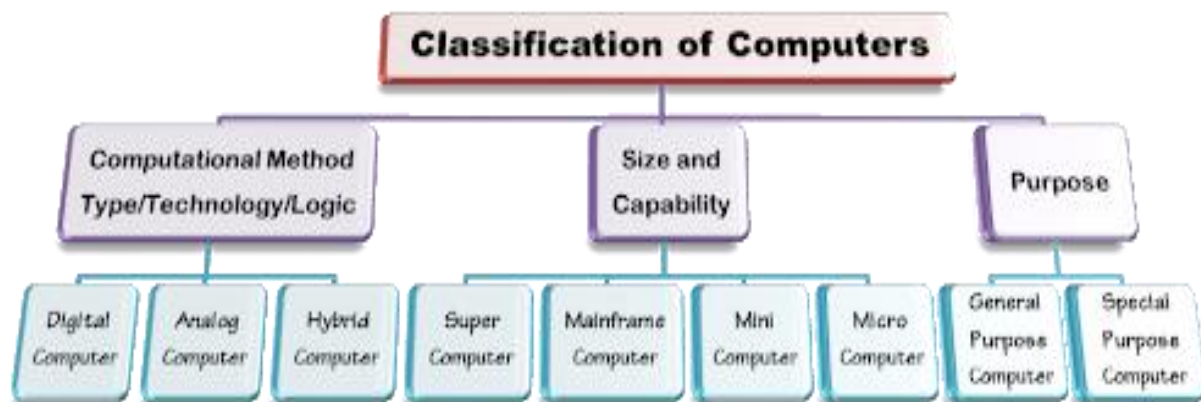 Classification of Computers
Computational Method
Type/Technology/Logic
Size and
Capability
Purpose
Digital
Computer
Analog
Computer
Hybrid
Computer
Super
Computer
Mainframe
Computer
Mini
Computer
Micro
Computer
General
Purpose
Computer
Special
Purpose
Computer